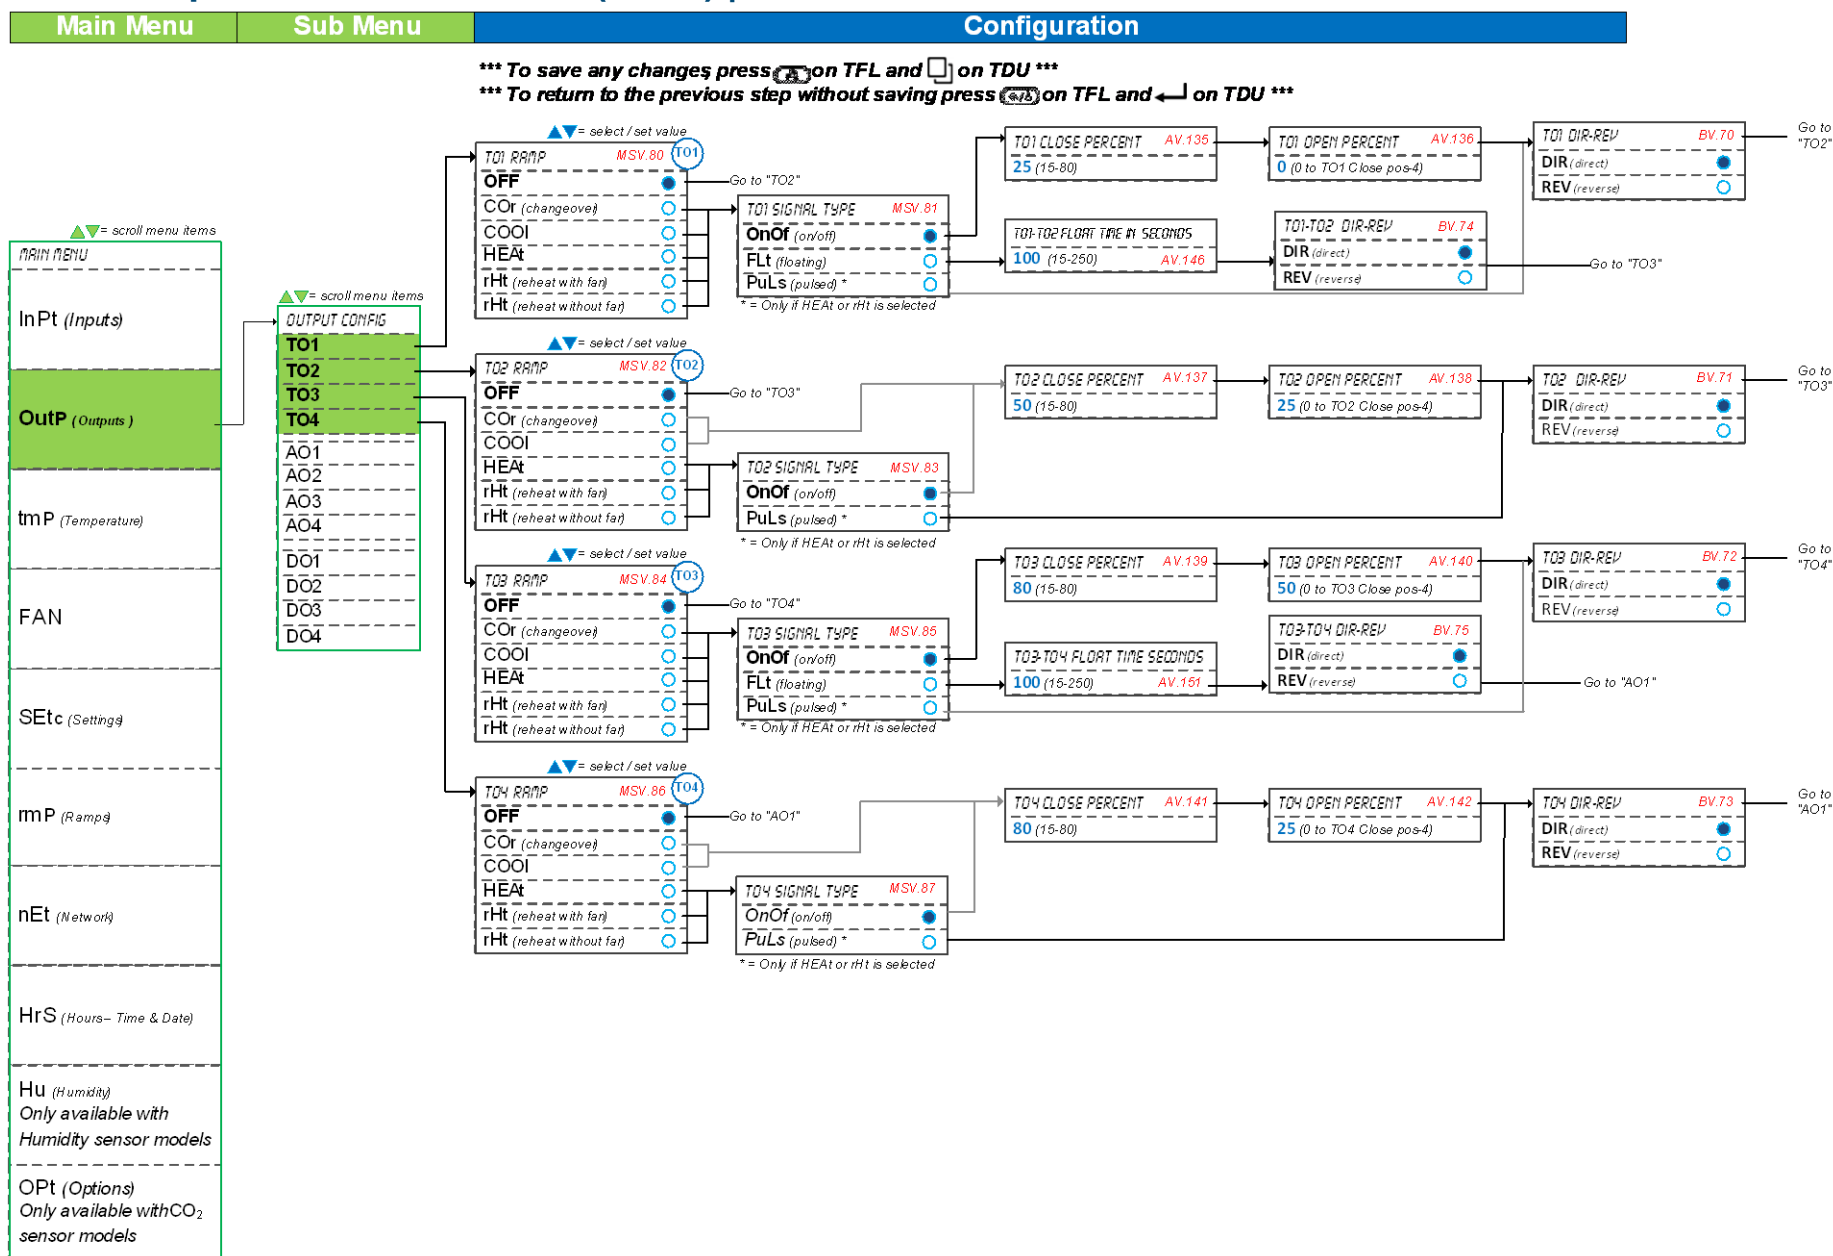 Main Menu
Sub Menu
Configuration
*** To save any changes press on TFL and on TDU ***
*** To return to the previous step without saving press on TFL and on TDU ***
▲▼= scroll menu items
MAIN MENU
InPt (Inputs)
OutP (Outputs)
tmP (Temperature)
FAN
SEtc (Settings)
rmP (Ramps)
nEt (Network)
HrS (Hours– Time & Date)
Hu (Humidity)
Only available with
Humidity sensor models
OPt (Options)
Only available with CO₂
sensor models
▲▼= scroll menu items
OUTPUT CONFIG
TO1
TO2
TO3
TO4
AO1
AO2
AO3
AO4
DO1
DO2
DO3
DO4
▲▼= select / set value
TO1 RAMP MSV.80 TO1
OFF
COr (changeover)
COOl
HEAt
rHt (reheat with fan)
rHt (reheat without fan)
Go to "TO2"
TO1 SIGNAL TYPE MSV.81
OnOf (on/off)
FLt (floating)
PuLs (pulsed) *
* = Only if HEAt or rHt is selected
TO1 CLOSE PERCENT AV.135
25 (15-80)
TO1 OPEN PERCENT AV.136
0 (0 to TO1 Close pos-4)
TO1 DIR-REV BV.70
DIR (direct)
REV (reverse)
Go to
"TO2"
TO1-TO2 FLOAT TIME IN SECONDS
100 (15-250) AV.146
TO1-TO2 DIR-REV BV.74
DIR (direct)
REV (reverse)
Go to "TO3"
▲▼= select / set value
TO2 RAMP MSV.82 TO2
OFF
COr (changeover)
COOl
HEAt
rHt (reheat with fan)
rHt (reheat without fan)
Go to "TO3"
TO2 SIGNAL TYPE MSV.83
OnOf (on/off)
PuLs (pulsed) *
* = Only if HEAt or rHt is selected
TO2 CLOSE PERCENT AV.137
50 (15-80)
TO2 OPEN PERCENT AV.138
25 (0 to TO2 Close pos-4)
TO2 DIR-REV BV.71
DIR (direct)
REV (reverse)
Go to
"TO3"
▲▼= select / set value
TO3 RAMP MSV.84 TO3
OFF
COr (changeover)
COOl
HEAt
rHt (reheat with fan)
rHt (reheat without fan)
Go to "TO4"
TO3 SIGNAL TYPE MSV.85
OnOf (on/off)
FLt (floating)
PuLs (pulsed) *
* = Only if HEAt or rHt is selected
TO3 CLOSE PERCENT AV.139
80 (15-80)
TO3 OPEN PERCENT AV.140
50 (0 to TO3 Close pos-4)
TO3 DIR-REV BV.72
DIR (direct)
REV (reverse)
Go to
"TO4"
TO3-TO4 FLOAT TIME SECONDS
100 (15-250) AV.151
TO3-TO4 DIR-REV BV.75
DIR (direct)
REV (reverse)
Go to "AO1"
▲▼= select / set value
TO4 RAMP MSV.86 TO4
OFF
COr (changeover)
COOl
HEAt
rHt (reheat with fan)
rHt (reheat without fan)
Go to "AO1"
TO4 SIGNAL TYPE MSV.87
OnOf (on/off)
PuLs (pulsed) *
* = Only if HEAt or rHt is selected
TO4 CLOSE PERCENT AV.141
80 (15-80)
TO4 OPEN PERCENT AV.142
25 (0 to TO4 Close pos-4)
TO4 DIR-REV BV.73
DIR (direct)
REV (reverse)
Go to
"AO1"